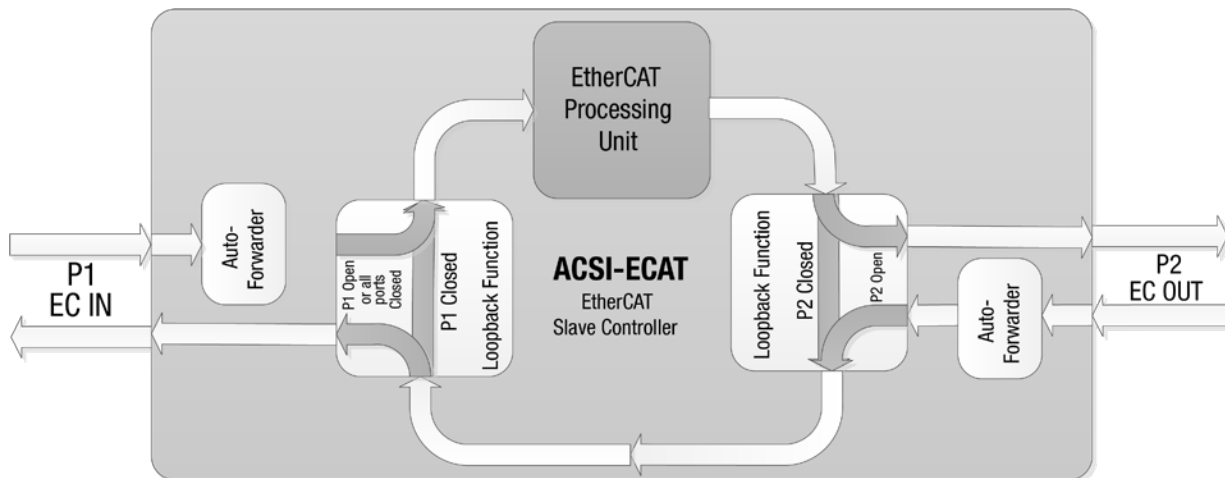 EtherCAT
Processing
Unit
Auto-
Forwarder
P1
EC IN
P1 Open
or all
ports
Closed
P1 Closed
Loopback Function
ACSI-ECAT
EtherCAT
Slave Controller
Loopback Function
P2 Closed
P2 Open
Auto-
Forwarder
P2
EC OUT